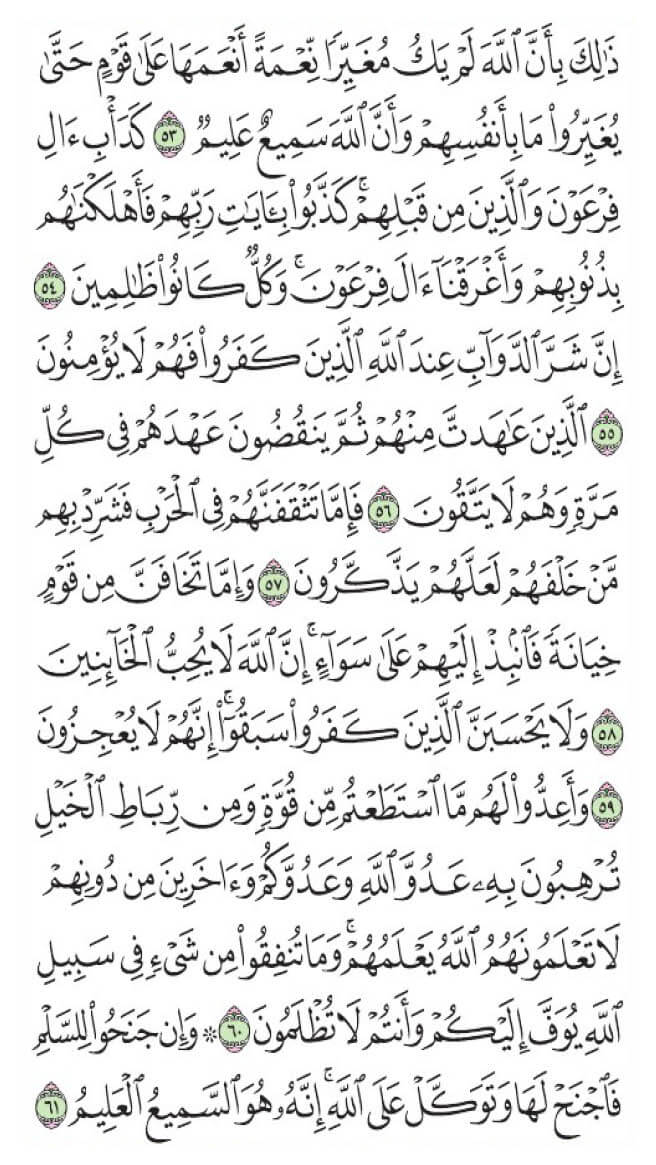 ذَٰلِكَ بِأَنَّ ٱللَّهَ لَمۡ يَكُ مُغَيِّرٗا نِّعۡمَةً أَنۡعَمَهَا عَلَىٰ قَوۡمٍ حَتَّىٰ
يُغَيِّرُواْ مَا بِأَنفُسِهِمۡ وَأَنَّ ٱللَّهَ سَمِيعٌ عَلِيمٞ ٥٣ كَدَأۡبِ ءَالِ
فِرۡعَوۡنَ وَٱلَّذِينَ مِن قَبۡلِهِمۡۚ كَذَّبُواْ بِـَٔايَٰتِ رَبِّهِمۡ فَأَهۡلَكۡنَٰهُم
بِذُنُوبِهِمۡ وَأَغۡرَقۡنَآ ءَالَ فِرۡعَوۡنَۚ وَكُلّٞ كَانُواْ ظَٰلِمِينَ ٥٤
إِنَّ شَرَّ ٱلدَّوَآبِّ عِندَ ٱللَّهِ ٱلَّذِينَ كَفَرُواْ فَهُمۡ لَا يُؤۡمِنُونَ
٥٥ ٱلَّذِينَ عَٰهَدتَّ مِنۡهُمۡ ثُمَّ يَنقُضُونَ عَهۡدَهُمۡ فِي كُلِّ
مَرَّةٖ وَهُمۡ لَا يَتَّقُونَ ٥٦ فَإِمَّا تَثۡقَفَنَّهُمۡ فِي ٱلۡحَرۡبِ فَشَرِّدۡ بِهِم
مَّنۡ خَلۡفَهُمۡ لَعَلَّهُمۡ يَذَّكَّرُونَ ٥٧ وَإِمَّا تَخَافَنَّ مِن قَوۡمٍ
خِيَانَةٗ فَٱنۢبِذۡ إِلَيۡهِمۡ عَلَىٰ سَوَآءٍۚ إِنَّ ٱللَّهَ لَا يُحِبُّ ٱلۡخَآئِنِينَ
٥٨ وَلَا يَحۡسَبَنَّ ٱلَّذِينَ كَفَرُواْ سَبَقُوٓاْۚ إِنَّهُمۡ لَا يُعۡجِزُونَ
٥٩ وَأَعِدُّواْ لَهُم مَّا ٱسۡتَطَعۡتُم مِّن قُوَّةٖ وَمِن رِّبَاطِ ٱلۡخَيۡلِ
تُرۡهِبُونَ بِهِۦ عَدُوَّ ٱللَّهِ وَعَدُوَّكُمۡ وَءَاخَرِينَ مِن دُونِهِمۡ
لَا تَعۡلَمُونَهُمُ ٱللَّهُ يَعۡلَمُهُمۡۚ وَمَا تُنفِقُواْ مِن شَيۡءٖ فِي سَبِيلِ
ٱللَّهِ يُوَفَّ إِلَيۡكُمۡ وَأَنتُمۡ لَا تُظۡلَمُونَ ٦٠ ۞ وَإِن جَنَحُواْ لِلسَّلۡمِ
فَٱجۡنَحۡ لَهَا وَتَوَكَّلۡ عَلَى ٱللَّهِۚ إِنَّهُۥ هُوَ ٱلسَّمِيعُ ٱلۡعَلِيمُ ٦١